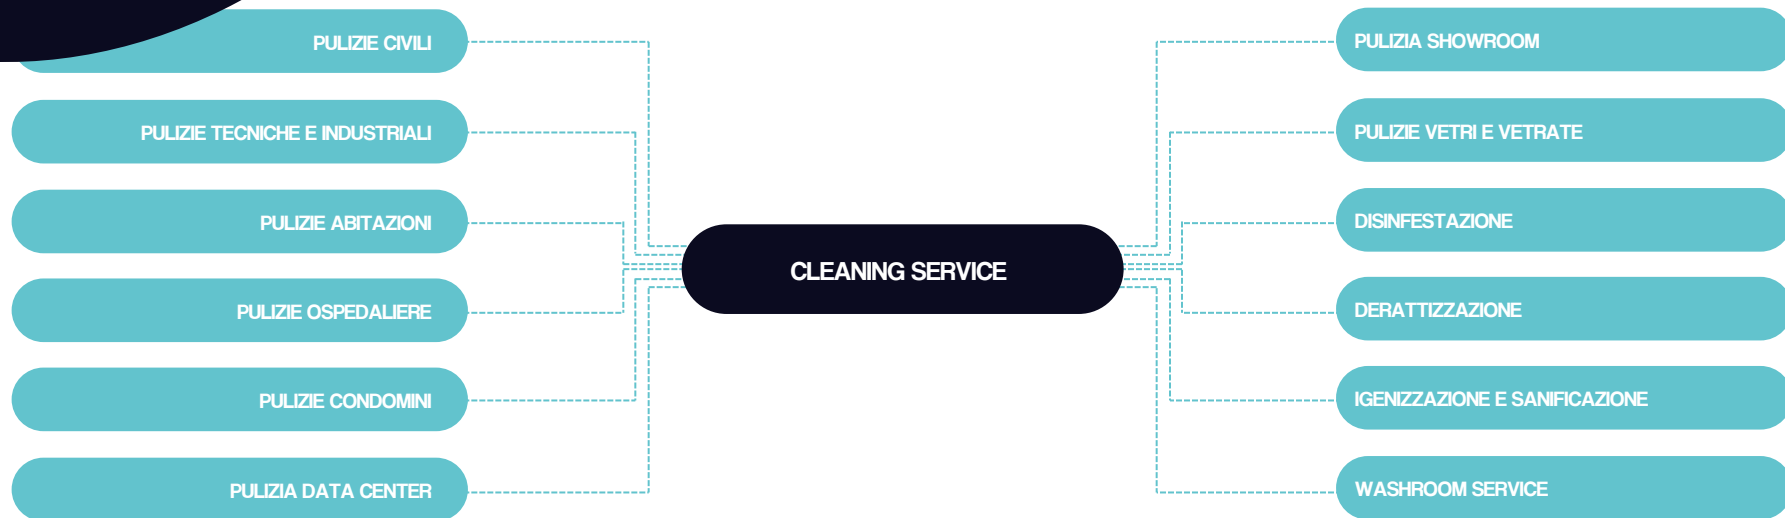 PULIZIE CIVILI
PULIZIE TECNICHE E INDUSTRIALI
PULIZIE ABITAZIONI
PULIZIE OSPEDALIERE
PULIZIE CONDOMINI
PULIZIA DATA CENTER
CLEANING SERVICE
PULIZIA SHOWROOM
PULIZIE VETRI E VETRATE
DISINFESTAZIONE
DERATTIZZAZIONE
IGENIZZAZIONE E SANIFICAZIONE
WASHROOM SERVICE